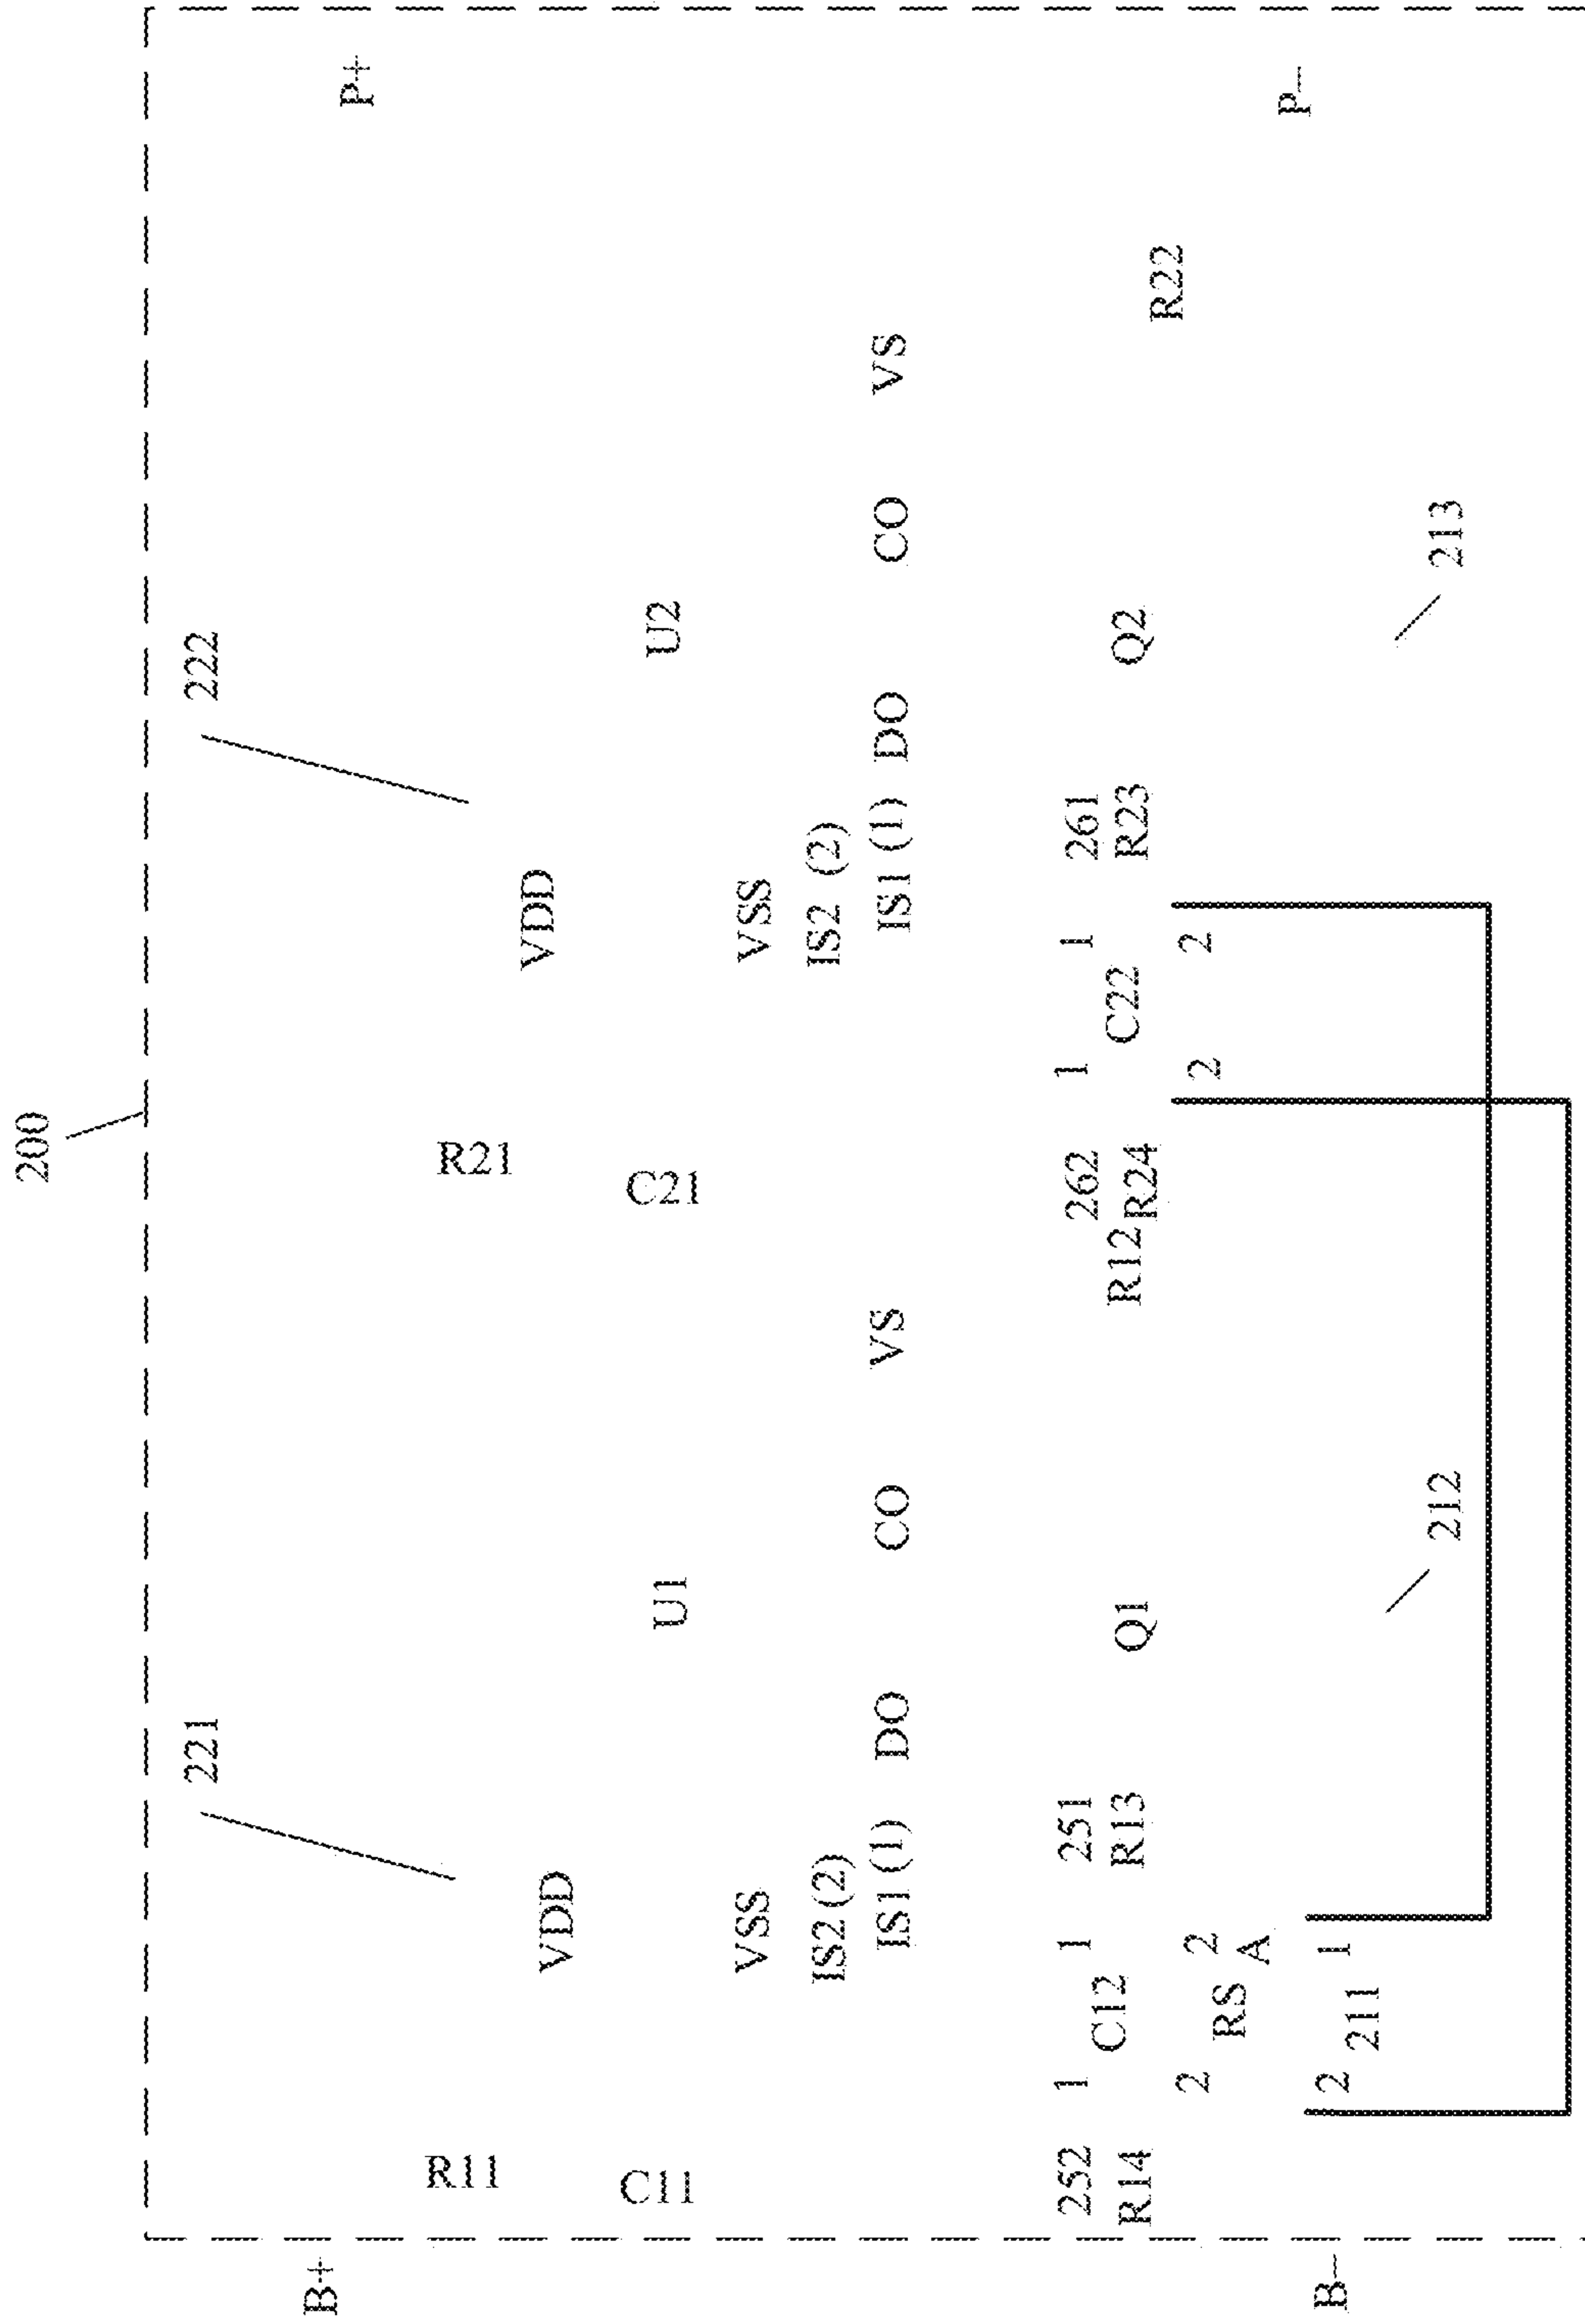 200
B+
P+
221
222
R11
VDD
R21
VDD
C11
U1
C21
U2
VSS
VSS
IS2 (2)
IS2 (2)
IS1 (1) DO CO VS
IS1 (1) DO CO VS
252 1 1 251
262 1 1 261
R14 C12 R13 Q1 R12
R24 C22 R23 Q2 R22
2 RS 2
A
2 2
B−
2 211 1
P−
212
213